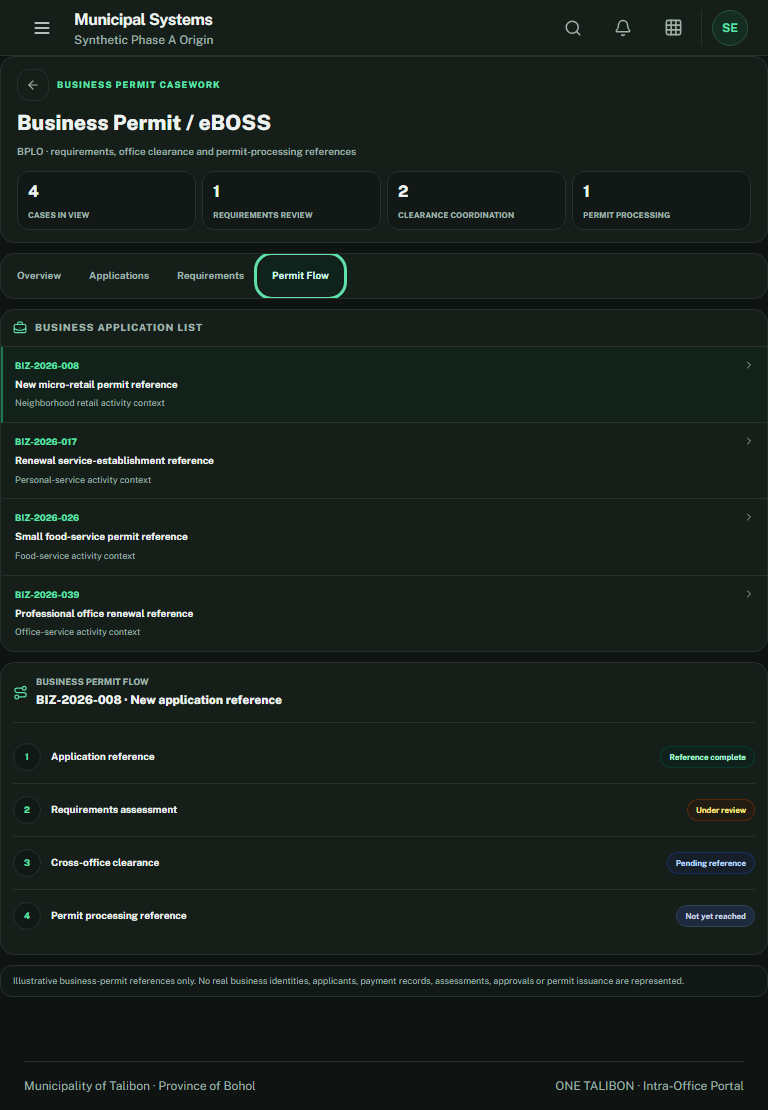 Municipal Systems
Synthetic Phase A Origin
SE
BUSINESS PERMIT CASEWORK
Business Permit / eBOSS
BPLO · requirements, office clearance and permit-processing references
4
CASES IN VIEW
1
REQUIREMENTS REVIEW
2
CLEARANCE COORDINATION
1
PERMIT PROCESSING
Overview Applications Requirements Permit Flow
BUSINESS APPLICATION LIST
BIZ-2026-008
New micro-retail permit reference
Neighborhood retail activity context
BIZ-2026-017
Renewal service-establishment reference
Personal-service activity context
BIZ-2026-026
Small food-service permit reference
Food-service activity context
BIZ-2026-039
Professional office renewal reference
Office-service activity context
BUSINESS PERMIT FLOW
BIZ-2026-008 · New application reference
1 Application reference Reference complete
2 Requirements assessment Under review
3 Cross-office clearance Pending reference
4 Permit processing reference Not yet reached
Illustrative business-permit references only. No real business identities, applicants, payment records, assessments, approvals or permit issuance are represented.
Municipality of Talibon · Province of Bohol ONE TALIBON · Intra-Office Portal